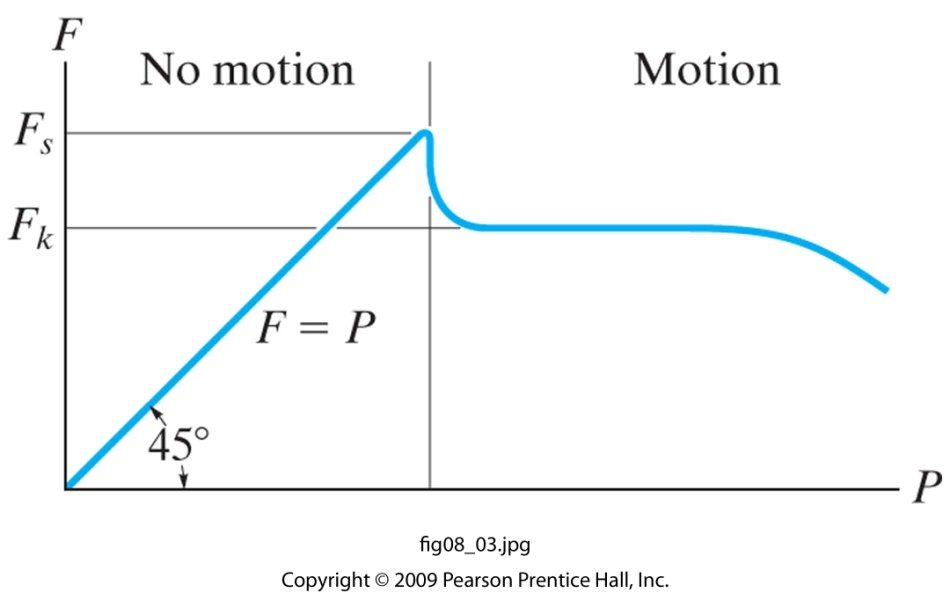 F
No motion
Motion
Fₛ
Fₖ
F = P
45°
P
fig08_03.jpg
Copyright © 2009 Pearson Prentice Hall, Inc.